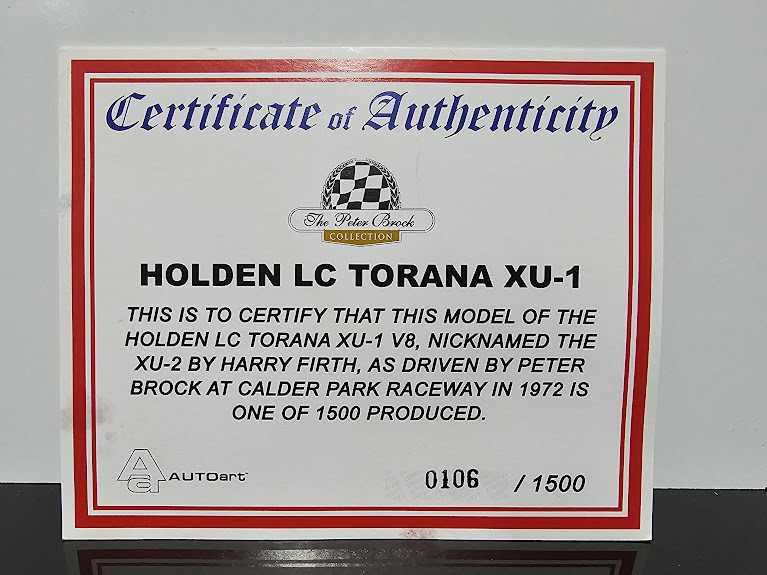 Certificate of Authenticity
The Peter Brock
COLLECTION
HOLDEN LC TORANA XU-1
THIS IS TO CERTIFY THAT THIS MODEL OF THE
HOLDEN LC TORANA XU-1 V8, NICKNAMED THE
XU-2 BY HARRY FIRTH, AS DRIVEN BY PETER
BROCK AT CALDER PARK RACEWAY IN 1972 IS
ONE OF 1500 PRODUCED.
Aa AUTOart
0106 / 1500